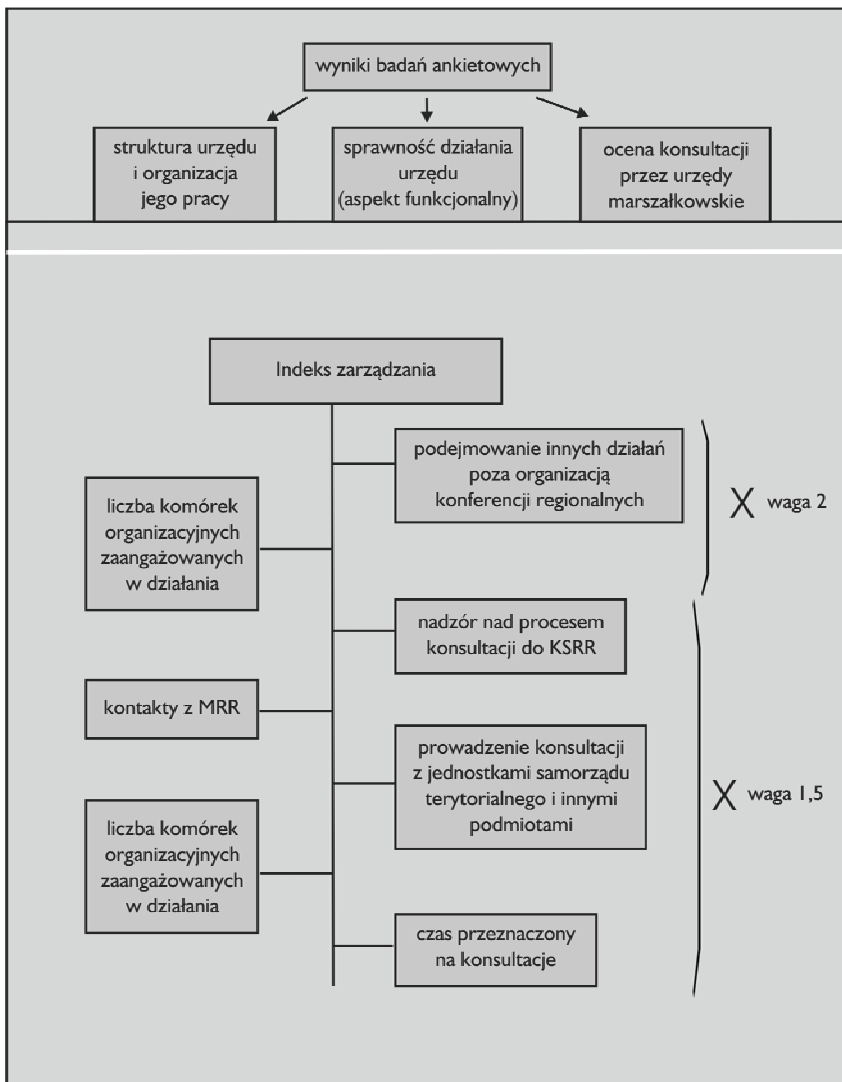 wyniki badań ankietowych
struktura urzędu
i organizacja
jego pracy
sprawność działania
urzędu
(aspekt funkcjonalny)
ocena konsultacji
przez urzędy
marszałkowskie
Indeks zarządzania
podejmowanie innych działań
poza organizacją
konferencji regionalnych
X waga 2
liczba komórek
organizacyjnych
zaangażowanych
w działania
nadzór nad procesem
konsultacji do KSRR
kontakty z MRR
prowadzenie konsultacji
z jednostkami samorządu
terytorialnego i innymi
podmiotami
X waga 1,5
liczba komórek
organizacyjnych
zaangażowanych
w działania
czas przeznaczony
na konsultacje